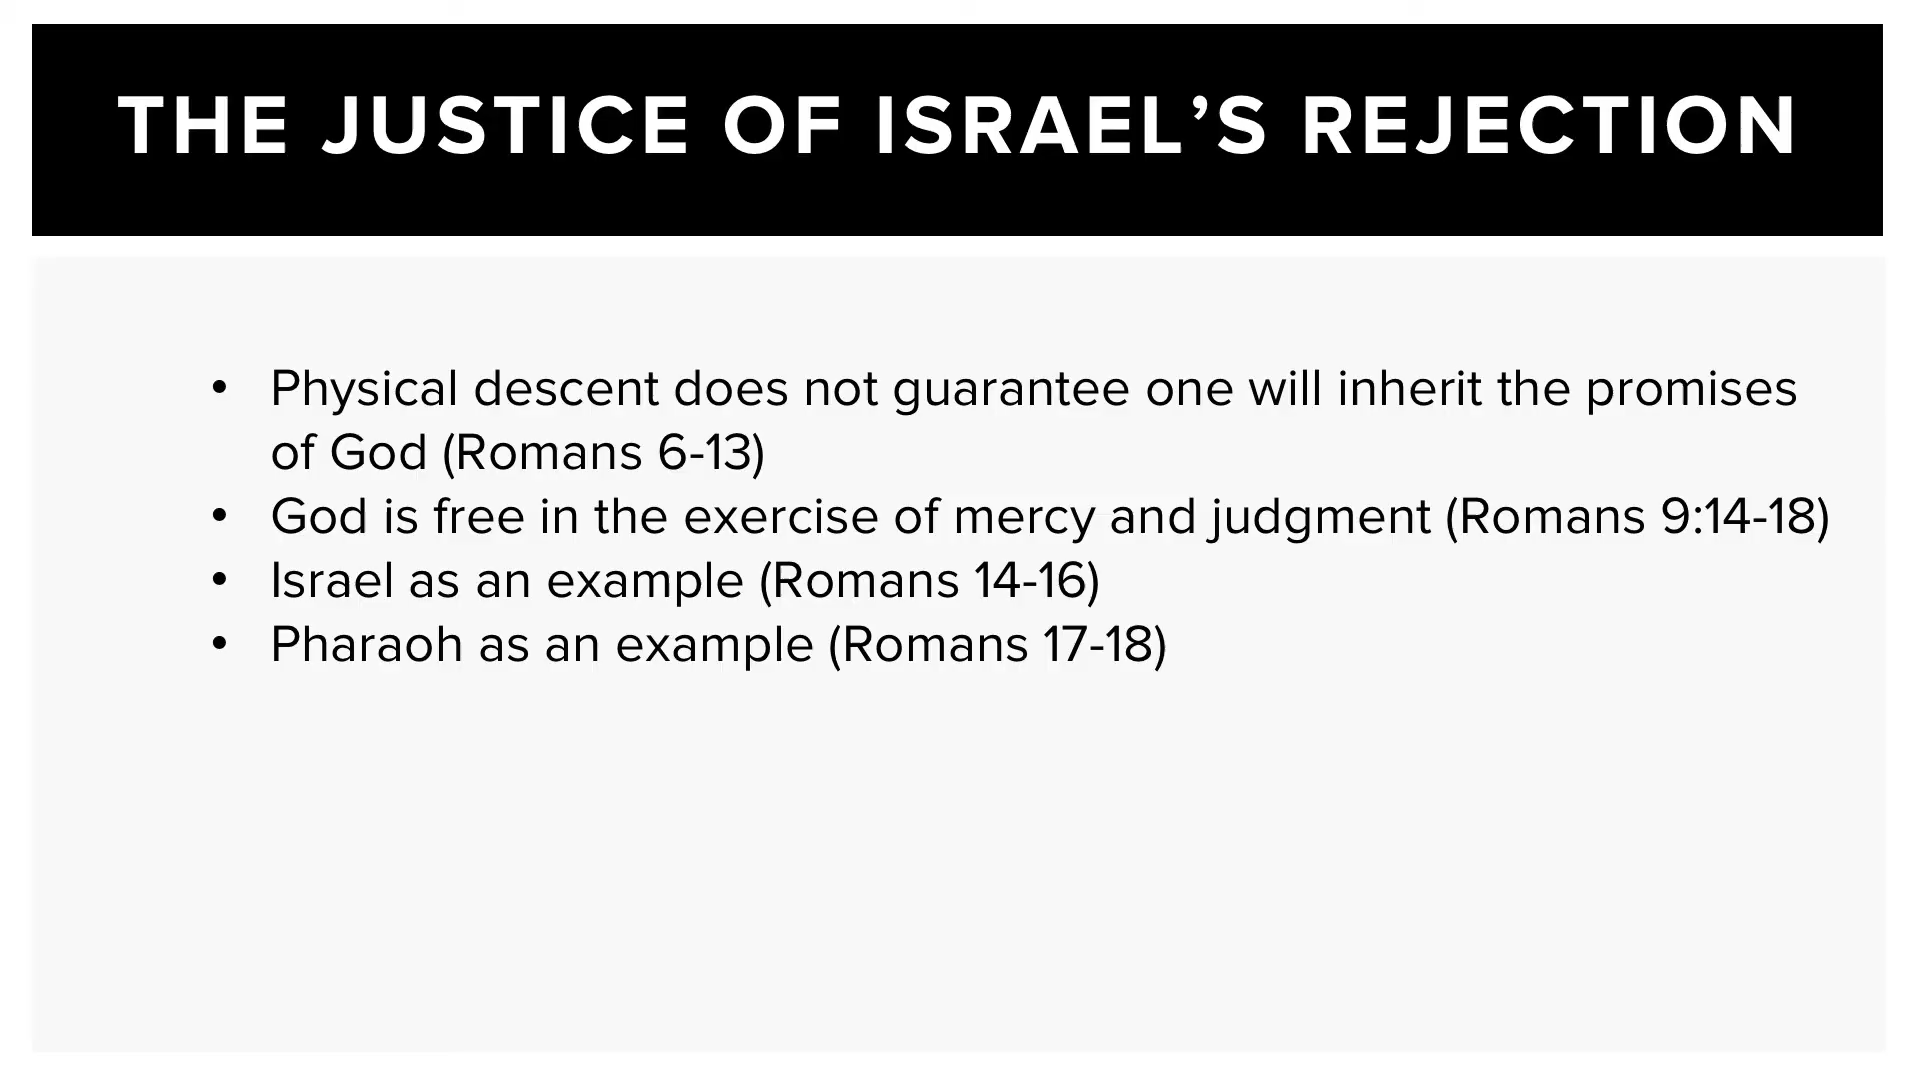 THE JUSTICE OF ISRAEL’S REJECTION
• Physical descent does not guarantee one will inherit the promises
of God (Romans 6-13)
• God is free in the exercise of mercy and judgment (Romans 9:14-18)
• Israel as an example (Romans 14-16)
• Pharaoh as an example (Romans 17-18)